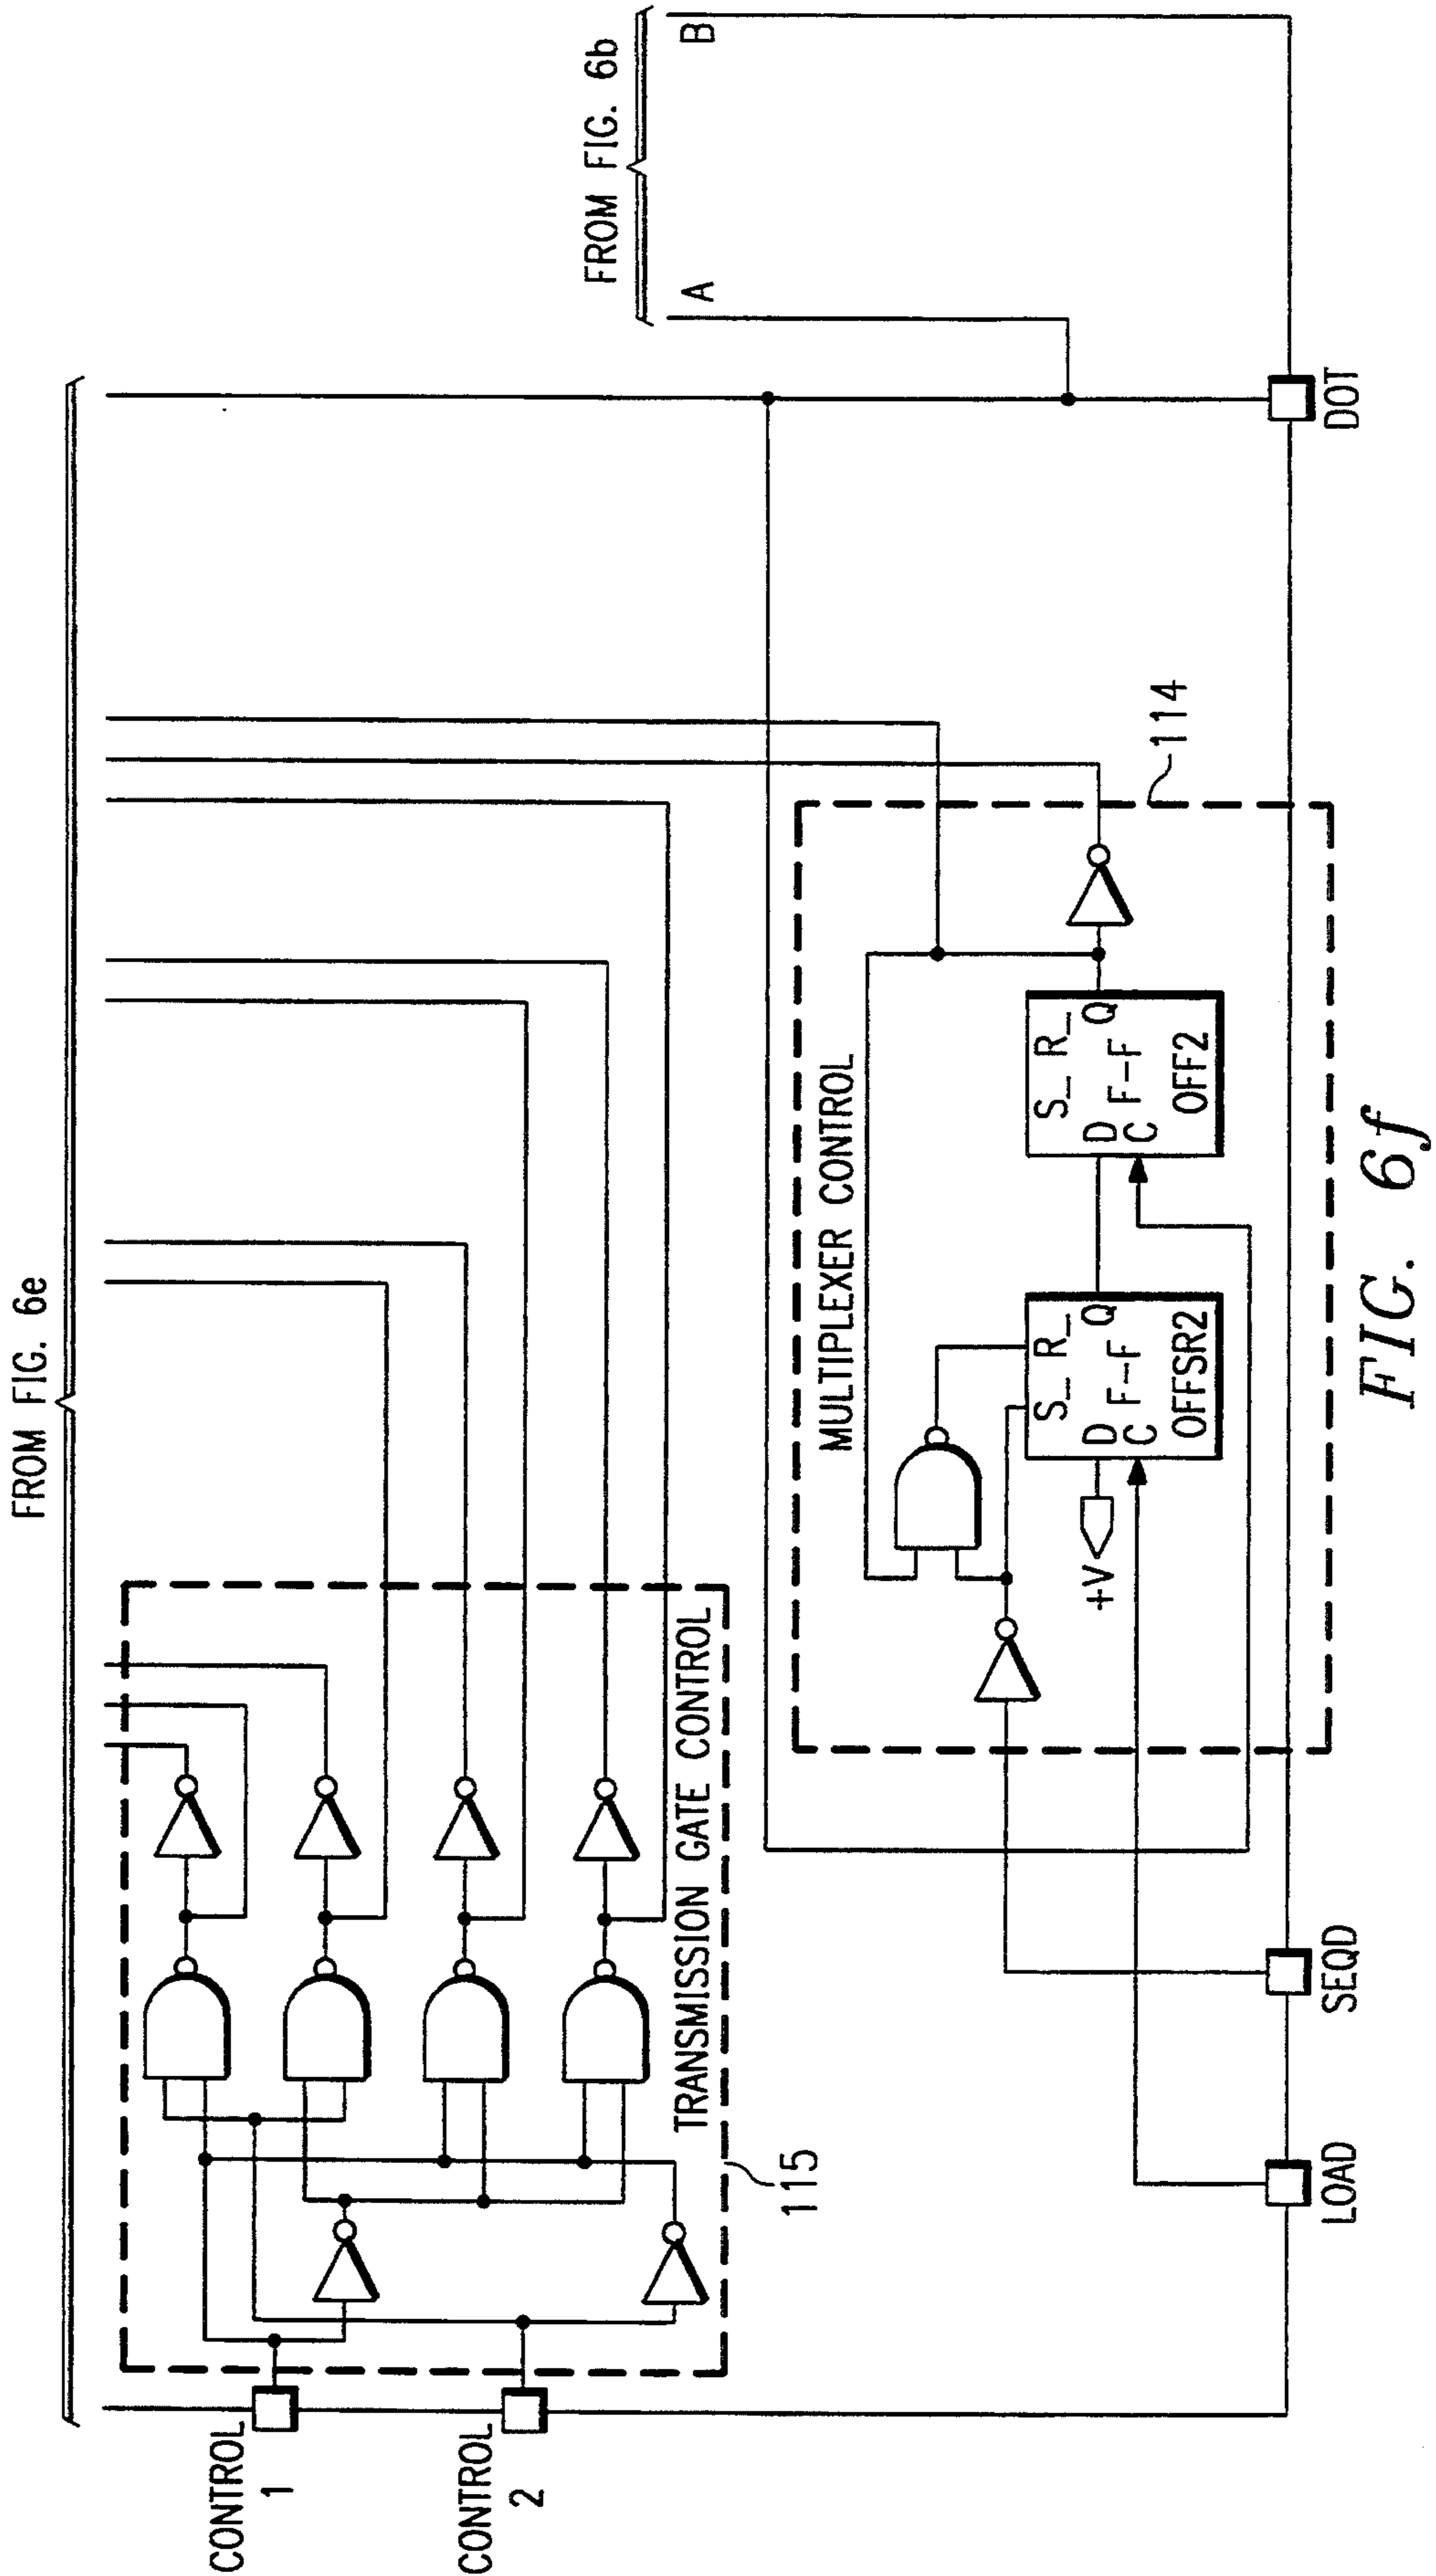 FROM FIG. 6e
FROM FIG. 6b
A
B
CONTROL
1
CONTROL
2
TRANSMISSION GATE CONTROL
115
MULTIPLEXER CONTROL
114
+V
S_ R_
D Q
C F-F
OFFSR2
S_ R_
D Q
C F-F
OFF2
LOAD
SEQD
DOT
FIG. 6f